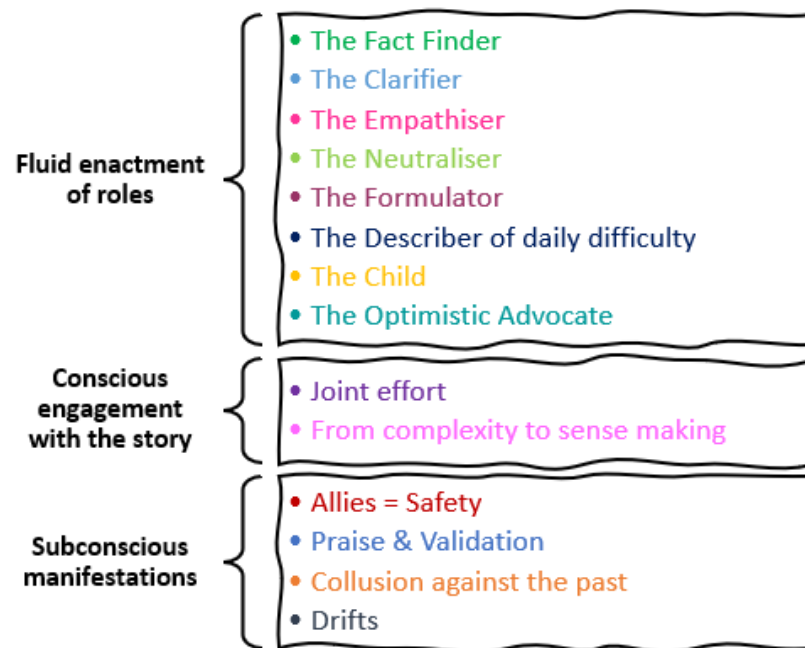 Fluid enactment
of roles
• The Fact Finder
• The Clarifier
• The Empathiser
• The Neutraliser
• The Formulator
• The Describer of daily difficulty
• The Child
• The Optimistic Advocate
Conscious
engagement
with the story
• Joint effort
• From complexity to sense making
Subconscious
manifestations
• Allies = Safety
• Praise & Validation
• Collusion against the past
• Drifts